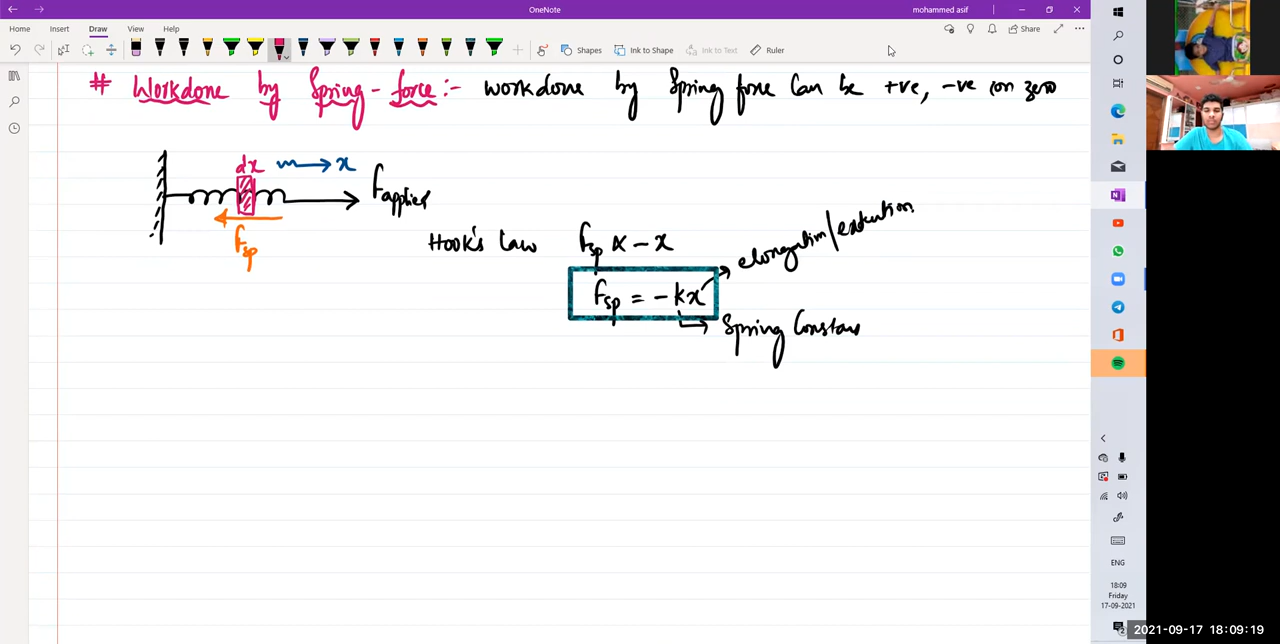 OneNote
mohammed asif
Home Insert Draw View Help
Share
Shapes Ink to Shape Ink to Text Ruler
# Workdone by Spring-force:- workdone by Spring force Can be +ve, -ve or zero
dx → x
Fapplied
Fsp
Hook's Law Fsp ∝ - x
elongation/extention
Fsp = - kx
Spring Constan
ENG
18:09
Friday
17-09-2021
2021-09-17 18:09:19